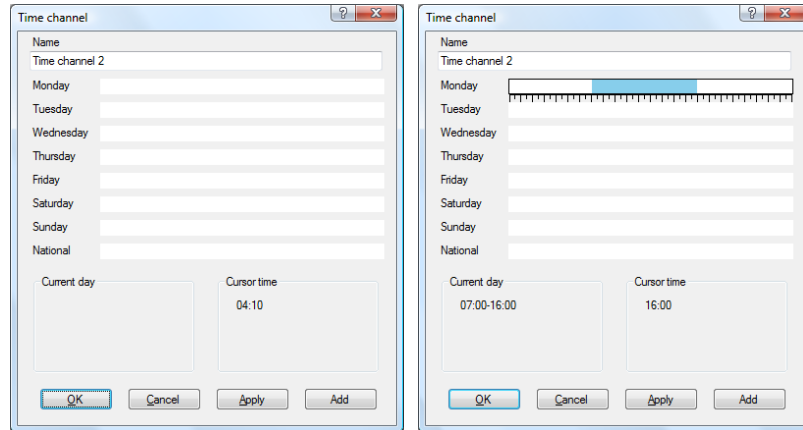 Time channel
Name
Time channel 2
Monday
Tuesday
Wednesday
Thursday
Friday
Saturday
Sunday
National
Current day
Cursor time
04:10
OK
Cancel
Apply
Add
Time channel
Name
Time channel 2
Monday
Tuesday
Wednesday
Thursday
Friday
Saturday
Sunday
National
Current day
07:00-16:00
Cursor time
16:00
OK
Cancel
Apply
Add